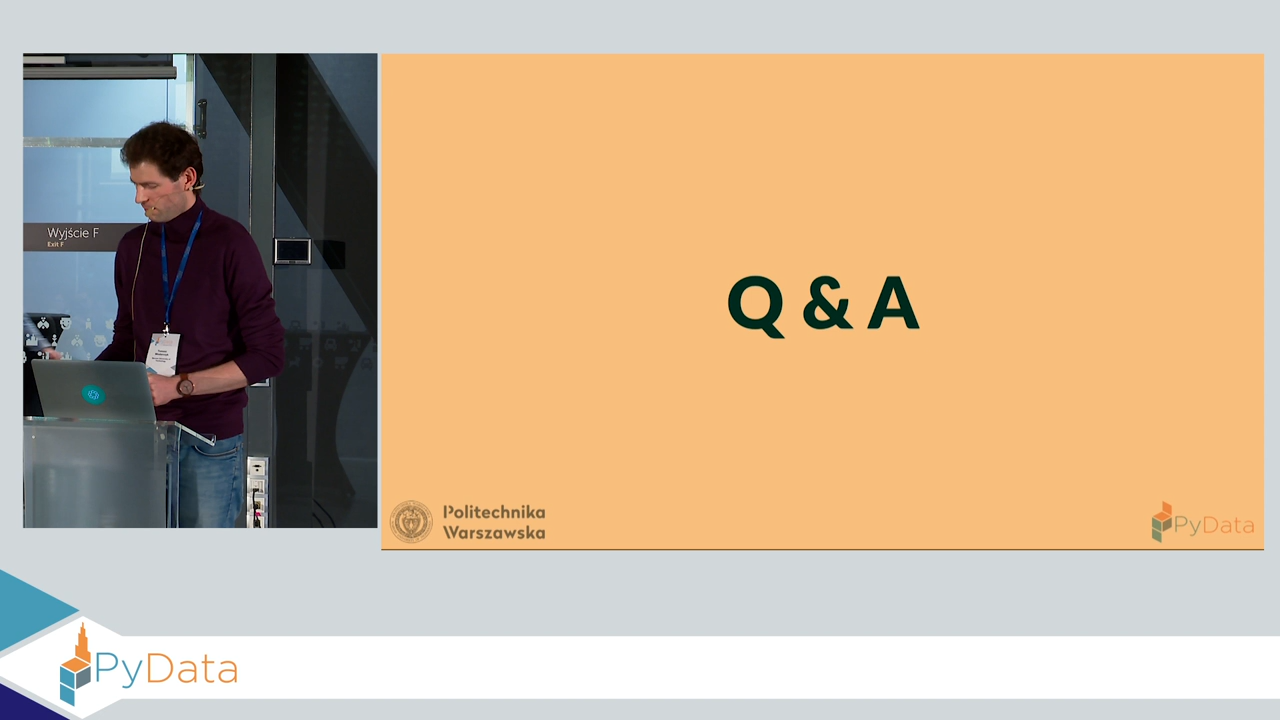 Wyjście F
Exit F
Q & A
Politechnika
Warszawska
PyData
PyData